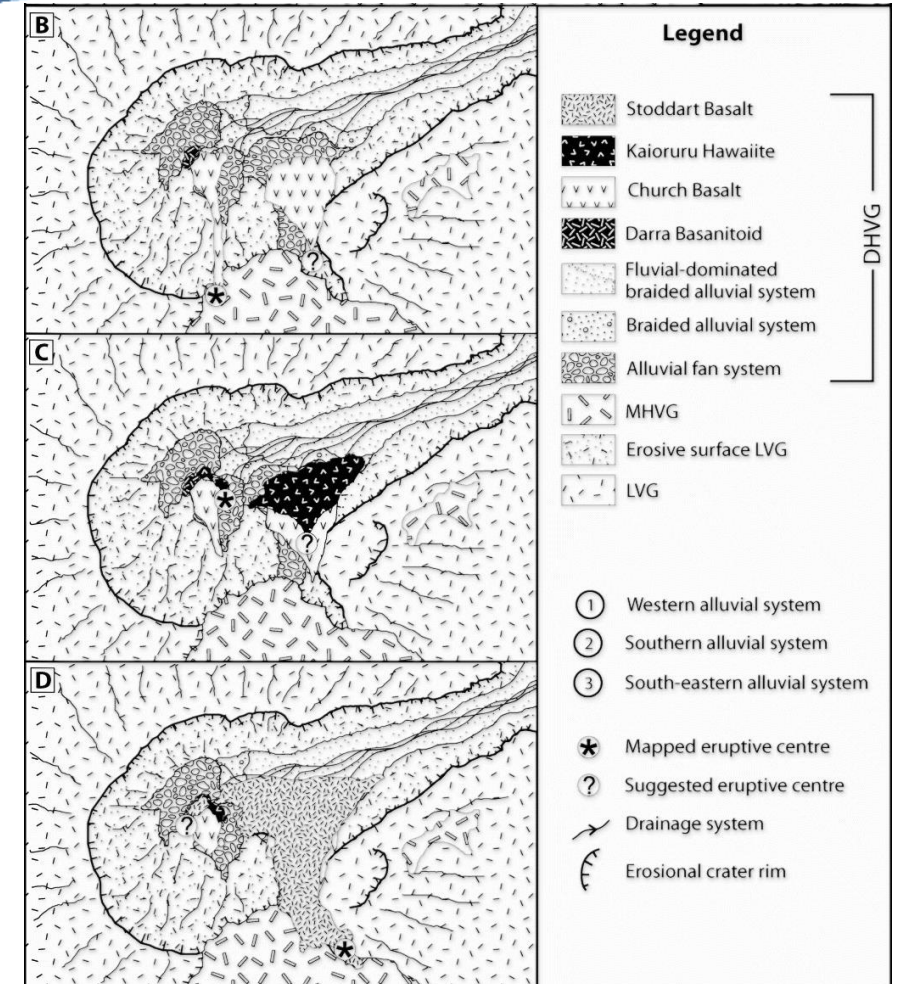 B
?
*
C
*
?
D
?
*
Legend
Stoddart Basalt
Kaioruru Hawaiite
Church Basalt
Darra Basanitoid
Fluvial-dominated
braided alluvial system
Braided alluvial system
Alluvial fan system
DHVG
MHVG
Erosive surface LVG
LVG
1 Western alluvial system
2 Southern alluvial system
3 South-eastern alluvial system
* Mapped eruptive centre
? Suggested eruptive centre
Drainage system
Erosional crater rim